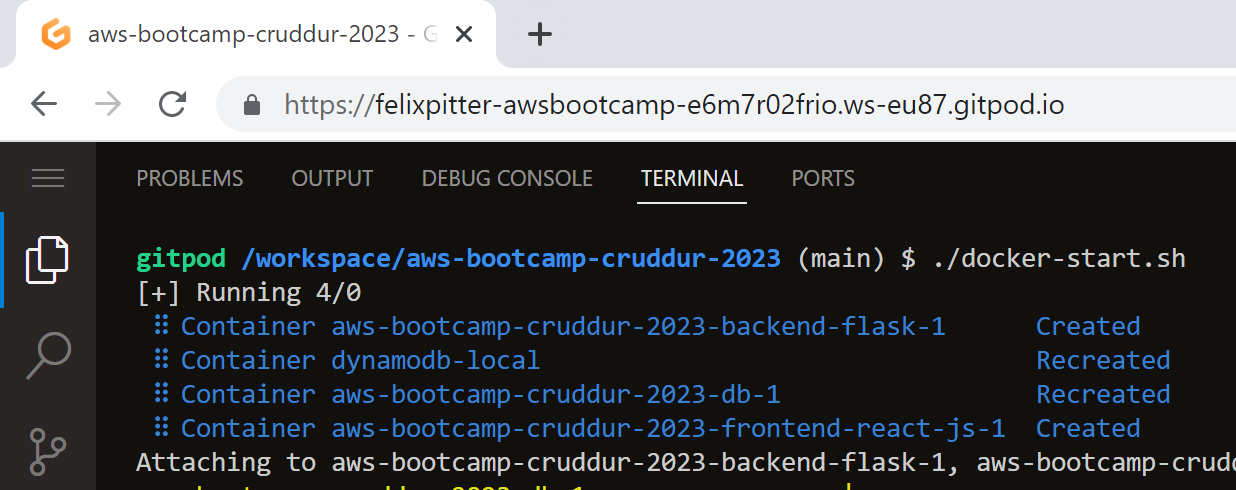 aws-bootcamp-cruddur-2023 - G
https://felixpitter-awsbootcamp-e6m7r02frio.ws-eu87.gitpod.io
PROBLEMS OUTPUT DEBUG CONSOLE TERMINAL PORTS
gitpod /workspace/aws-bootcamp-cruddur-2023 (main) $ ./docker-start.sh
[+] Running 4/0
⠿ Container aws-bootcamp-cruddur-2023-backend-flask-1 Created
⠿ Container dynamodb-local Recreated
⠿ Container aws-bootcamp-cruddur-2023-db-1 Recreated
⠿ Container aws-bootcamp-cruddur-2023-frontend-react-js-1 Created
Attaching to aws-bootcamp-cruddur-2023-backend-flask-1, aws-bootcamp-crudd